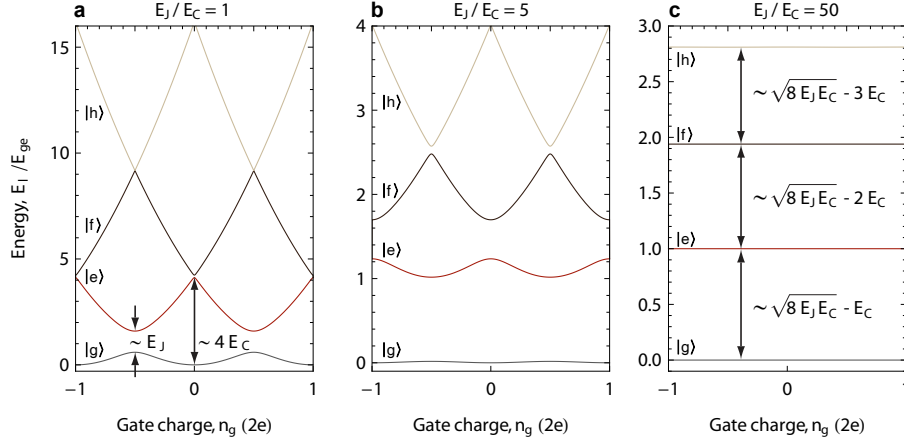 a E_J / E_C = 1
b E_J / E_C = 5
c E_J / E_C = 50
Energy, E_l / E_ge
15
10
5
0
|h⟩
|f⟩
|e⟩
|g⟩
~ E_J
~ 4 E_C
−1 0 1
Gate charge, n_g (2e)
4
3
2
1
0
|h⟩
|f⟩
|e⟩
|g⟩
−1 0 1
Gate charge, n_g (2e)
3.0
2.5
2.0
1.5
1.0
0.5
0.0
|h⟩
|f⟩
|e⟩
|g⟩
~ √8 E_J E_C - 3 E_C
~ √8 E_J E_C - 2 E_C
~ √8 E_J E_C - E_C
−1 0 1
Gate charge, n_g (2e)